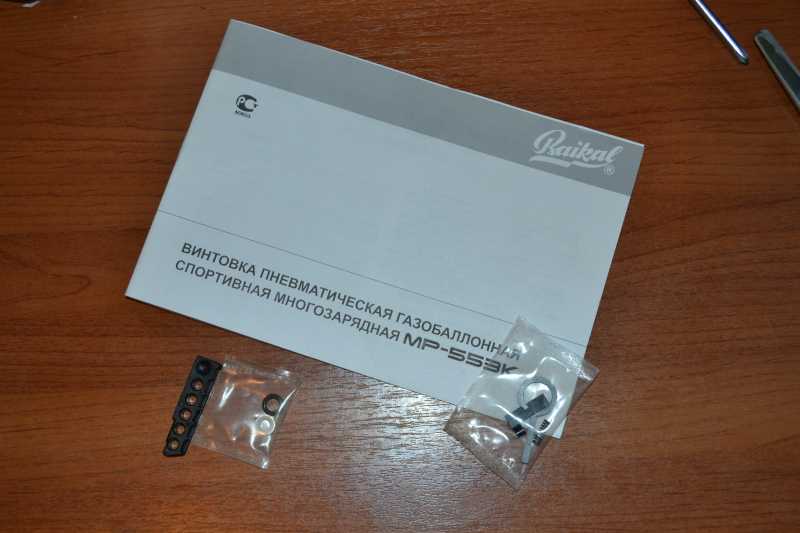 Baikal
®
ВИНТОВКА ПНЕВМАТИЧЕСКАЯ ГАЗОБАЛЛОННАЯ
СПОРТИВНАЯ МНОГОЗАРЯДНАЯ МР-553К